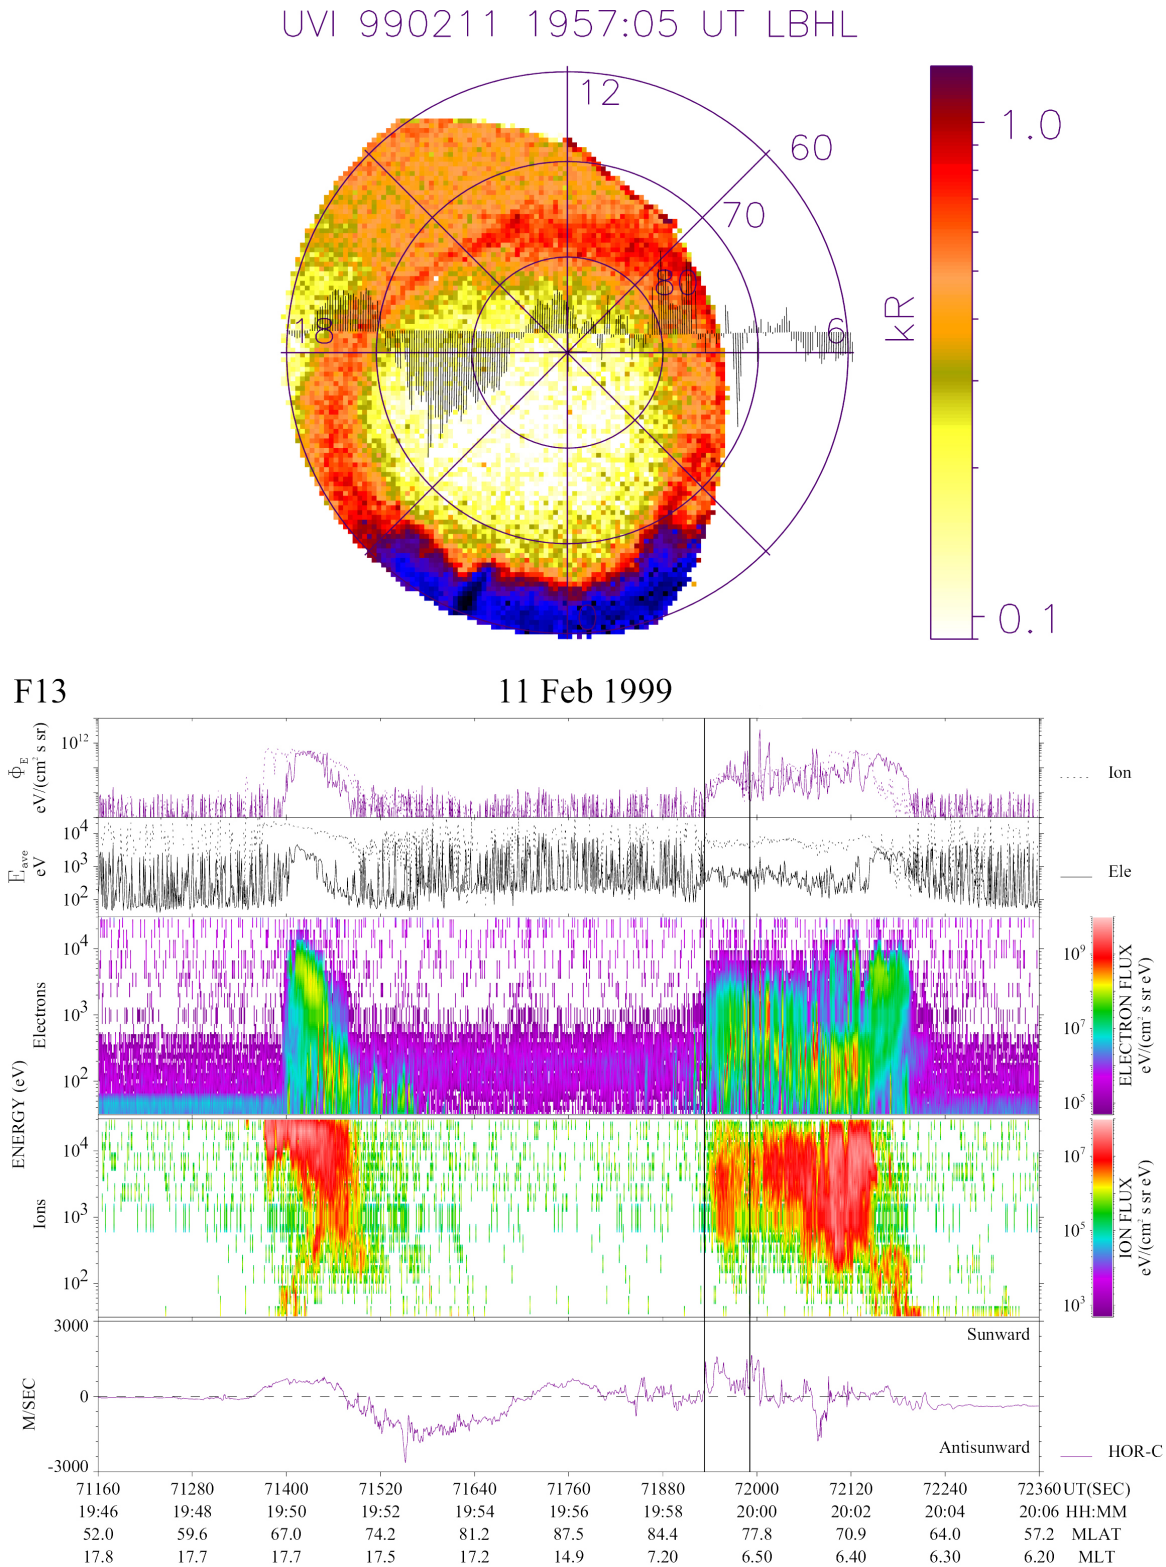 UVI 990211 1957:05 UT LBHL
12
60
70
80
18
6
1.0
kR
0.1
F13
11 Feb 1999
Φ_E
eV/(cm² s sr)
10¹²
Ion
E_ave
eV
10⁴
10³
10²
Ele
ENERGY (eV)
Electrons
10⁴
10³
10²
10⁹
10⁷
10⁵
ELECTRON FLUX
eV/(cm² s sr eV)
Ions
10⁴
10³
10²
10⁷
10⁵
10³
ION FLUX
eV/(cm² s sr eV)
M/SEC
3000
0
-3000
Sunward
Antisunward
HOR-C
71160 71280 71400 71520 71640 71760 71880 72000 72120 72240 72360 UT(SEC)
19:46 19:48 19:50 19:52 19:54 19:56 19:58 20:00 20:02 20:04 20:06 HH:MM
52.0 59.6 67.0 74.2 81.2 87.5 84.4 77.8 70.9 64.0 57.2 MLAT
17.8 17.7 17.7 17.5 17.2 14.9 7.20 6.50 6.40 6.30 6.20 MLT